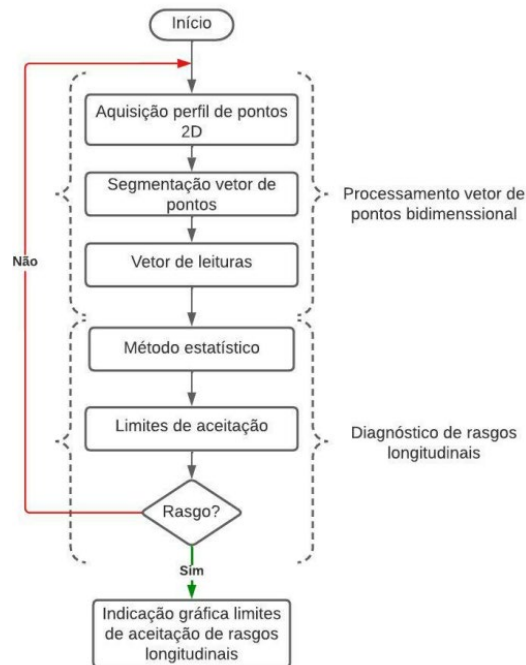 Início
Aquisição perfil de pontos
2D
Segmentação vetor de
pontos
Processamento vetor de
pontos bidimenssional
Vetor de leituras
Não
Método estatístico
Limites de aceitação
Diagnóstico de rasgos
longitudinais
Rasgo?
Sim
Indicação gráfica limites
de aceitação de rasgos
longitudinais